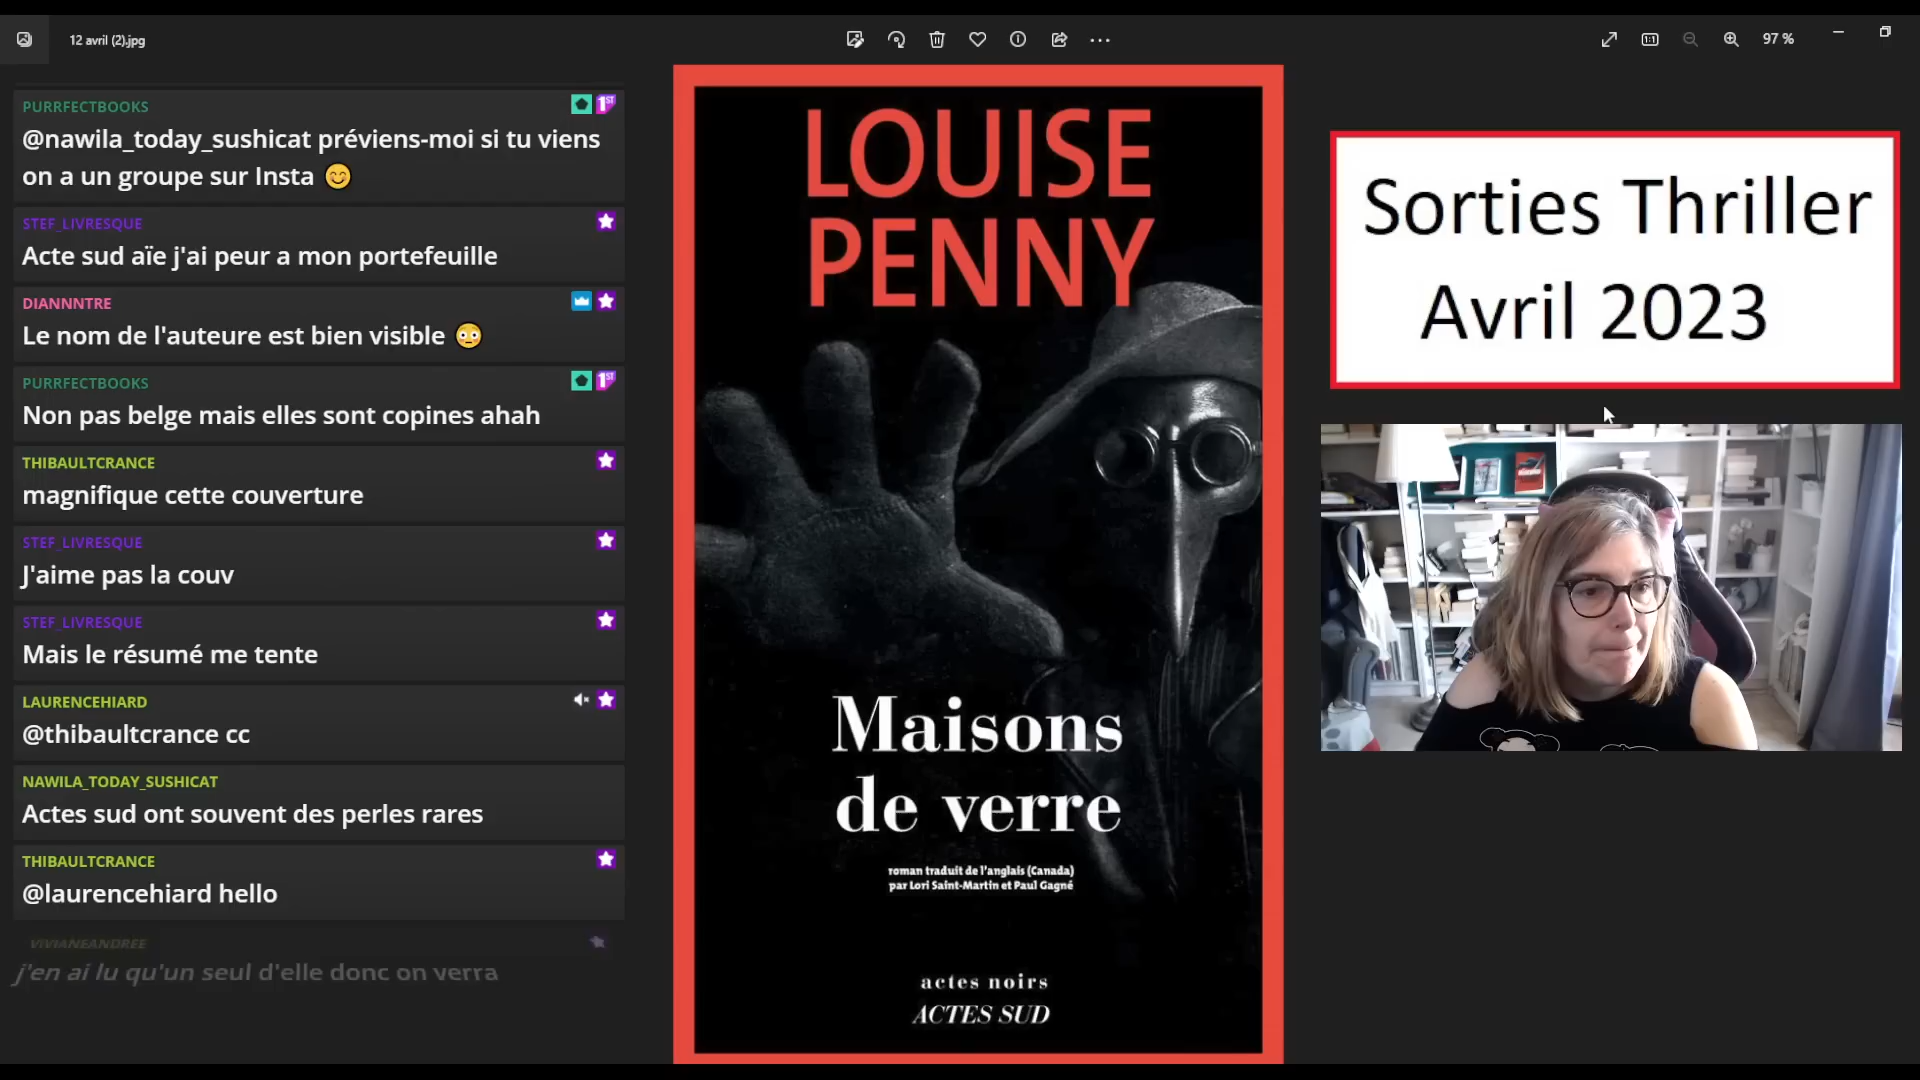 12 avril (2).jpg
97 %
PURRFECTBOOKS
@nawila_today_sushicat préviens-moi si tu viens
on a un groupe sur Insta 😊
STEF_LIVRESQUE
Acte sud aïe j'ai peur a mon portefeuille
DIANNNTRE
Le nom de l'auteure est bien visible 😳
PURRFECTBOOKS
Non pas belge mais elles sont copines ahah
THIBAULTCRANCE
magnifique cette couverture
STEF_LIVRESQUE
J'aime pas la couv
STEF_LIVRESQUE
Mais le résumé me tente
LAURENCEHIARD
@thibaultcrance cc
NAWILA_TODAY_SUSHICAT
Actes sud ont souvent des perles rares
THIBAULTCRANCE
@laurencehiard hello
VIVIANEANDREE
j'en ai lu qu'un seul d'elle donc on verra
LOUISE
PENNY
Maisons
de verre
roman traduit de l'anglais (Canada)
par Lori Saint-Martin et Paul Gagné
actes noirs
ACTES SUD
Sorties Thriller
Avril 2023